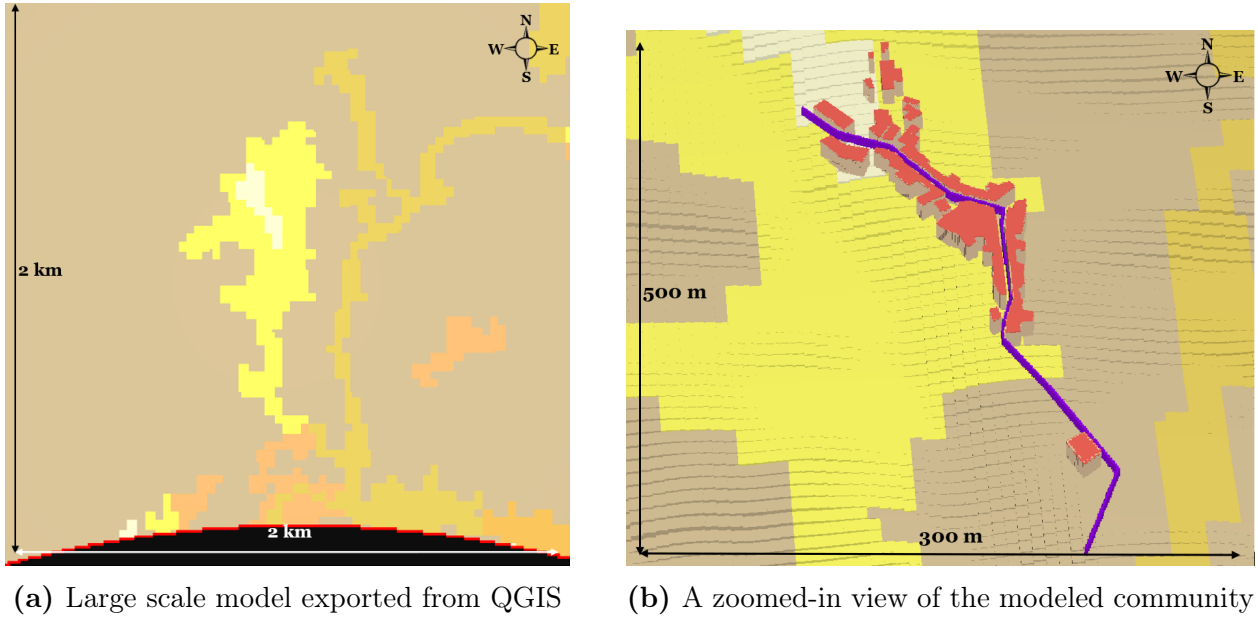 N
W E
S
2 km
2 km
(a) Large scale model exported from QGIS
N
W E
S
500 m
300 m
(b) A zoomed-in view of the modeled community